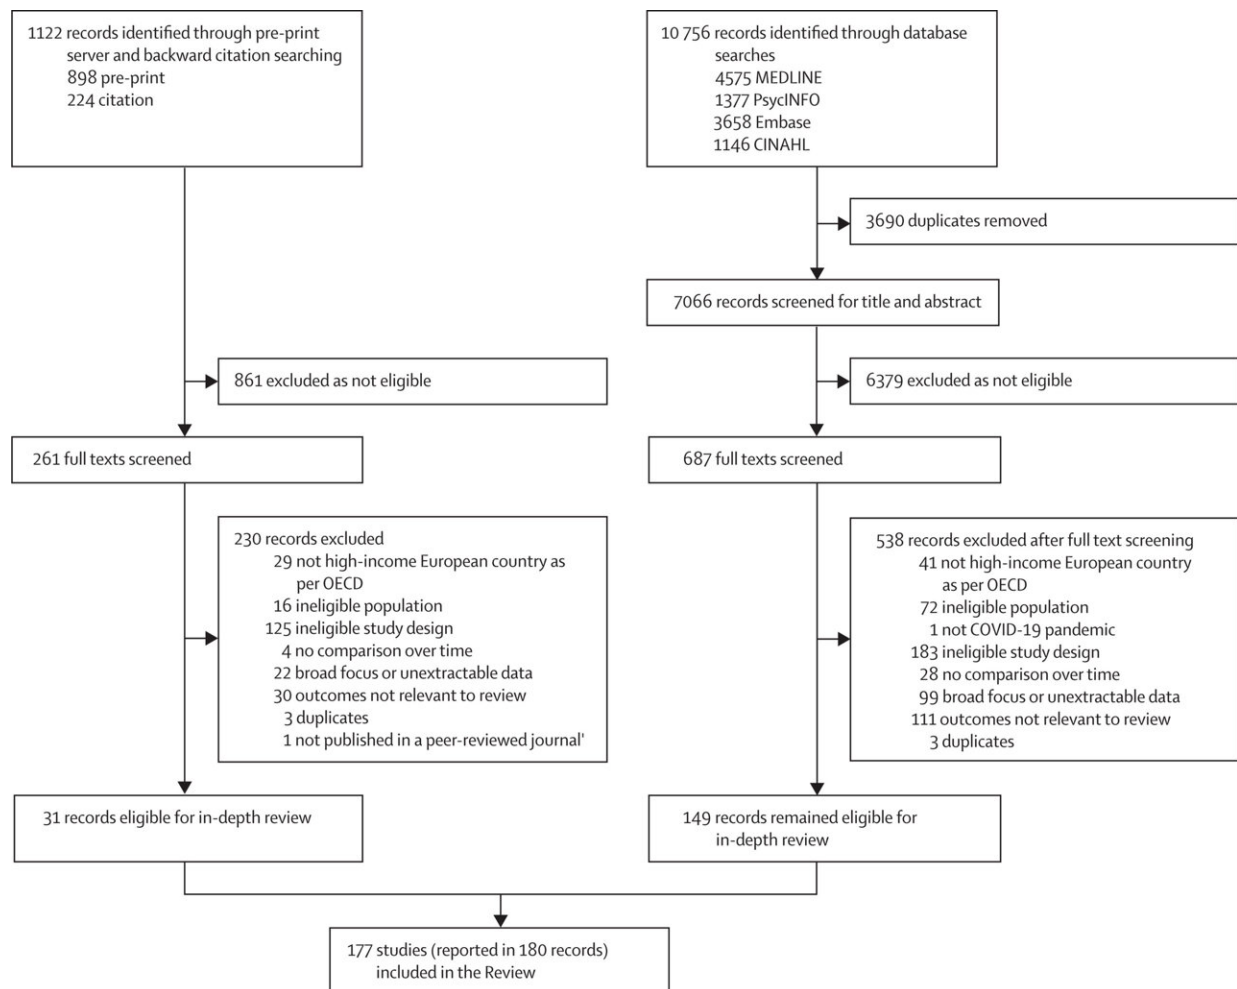 1122 records identified through pre-print
server and backward citation searching
898 pre-print
224 citation
10 756 records identified through database
searches
4575 MEDLINE
1377 PsycINFO
3658 Embase
1146 CINAHL
3690 duplicates removed
7066 records screened for title and abstract
861 excluded as not eligible
6379 excluded as not eligible
261 full texts screened
687 full texts screened
230 records excluded
29 not high-income European country as
per OECD
16 ineligible population
125 ineligible study design
4 no comparison over time
22 broad focus or unextractable data
30 outcomes not relevant to review
3 duplicates
1 not published in a peer-reviewed journal'
538 records excluded after full text screening
41 not high-income European country
as per OECD
72 ineligible population
1 not COVID-19 pandemic
183 ineligible study design
28 no comparison over time
99 broad focus or unextractable data
111 outcomes not relevant to review
3 duplicates
31 records eligible for in-depth review
149 records remained eligible for
in-depth review
177 studies (reported in 180 records)
included in the Review